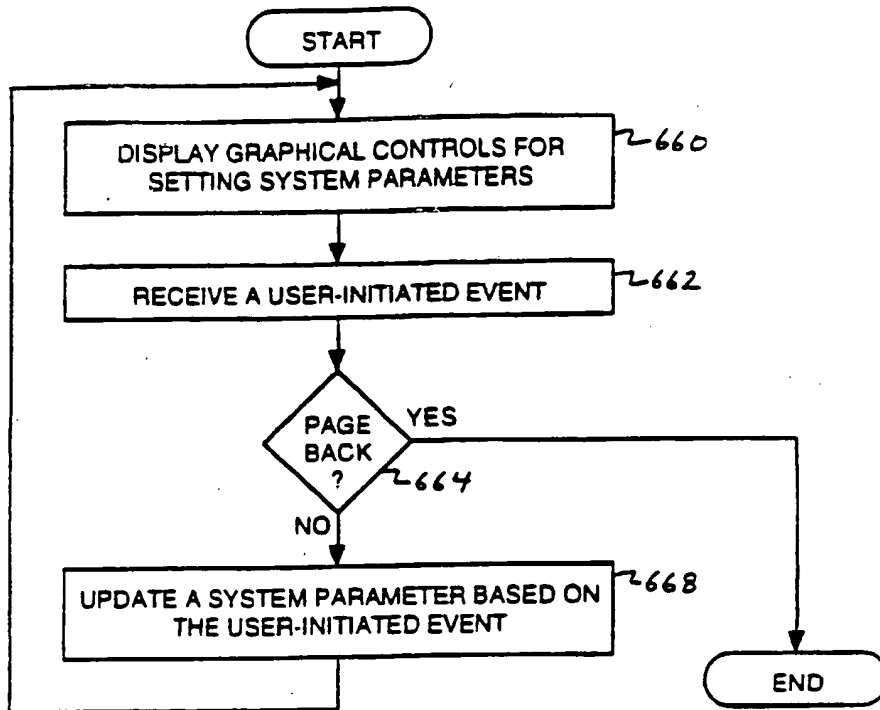 START
DISPLAY GRAPHICAL CONTROLS FOR
SETTING SYSTEM PARAMETERS
660
RECEIVE A USER-INITIATED EVENT
662
PAGE
BACK
?
YES
664
NO
UPDATE A SYSTEM PARAMETER BASED ON
THE USER-INITIATED EVENT
668
END